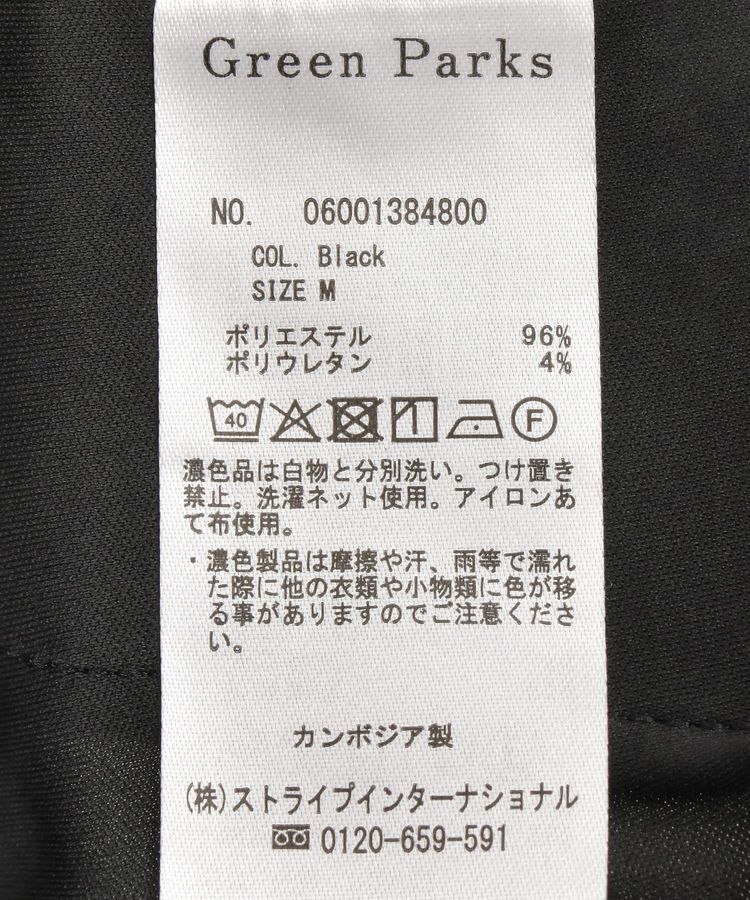 Green Parks
NO. 06001384800
COL. Black
SIZE M
ポリエステル 96%
ポリウレタン 4%
40 F
濃色品は白物と分別洗い。つけ置き
禁止。洗濯ネット使用。アイロンあ
て布使用。
・濃色製品は摩擦や汗、雨等で濡れ
た際に他の衣類や小物類に色が移
る事がありますのでご注意くださ
い。
カンボジア製
(株)ストライプインターナショナル
0120-659-591